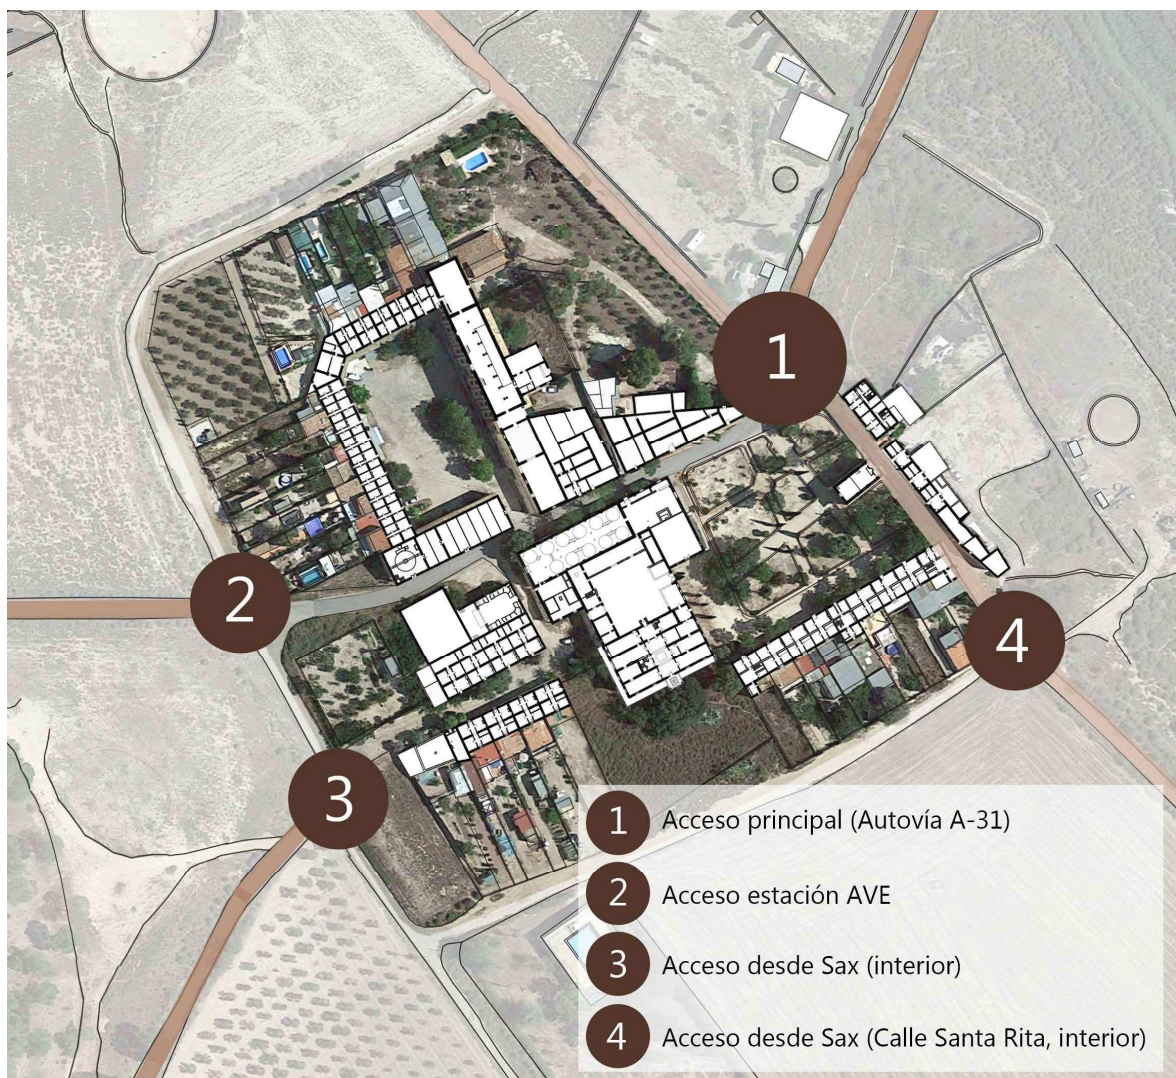 1
2
4
3
1 Acceso principal (Autovía A-31)
2 Acceso estación AVE
3 Acceso desde Sax (interior)
4 Acceso desde Sax (Calle Santa Rita, interior)